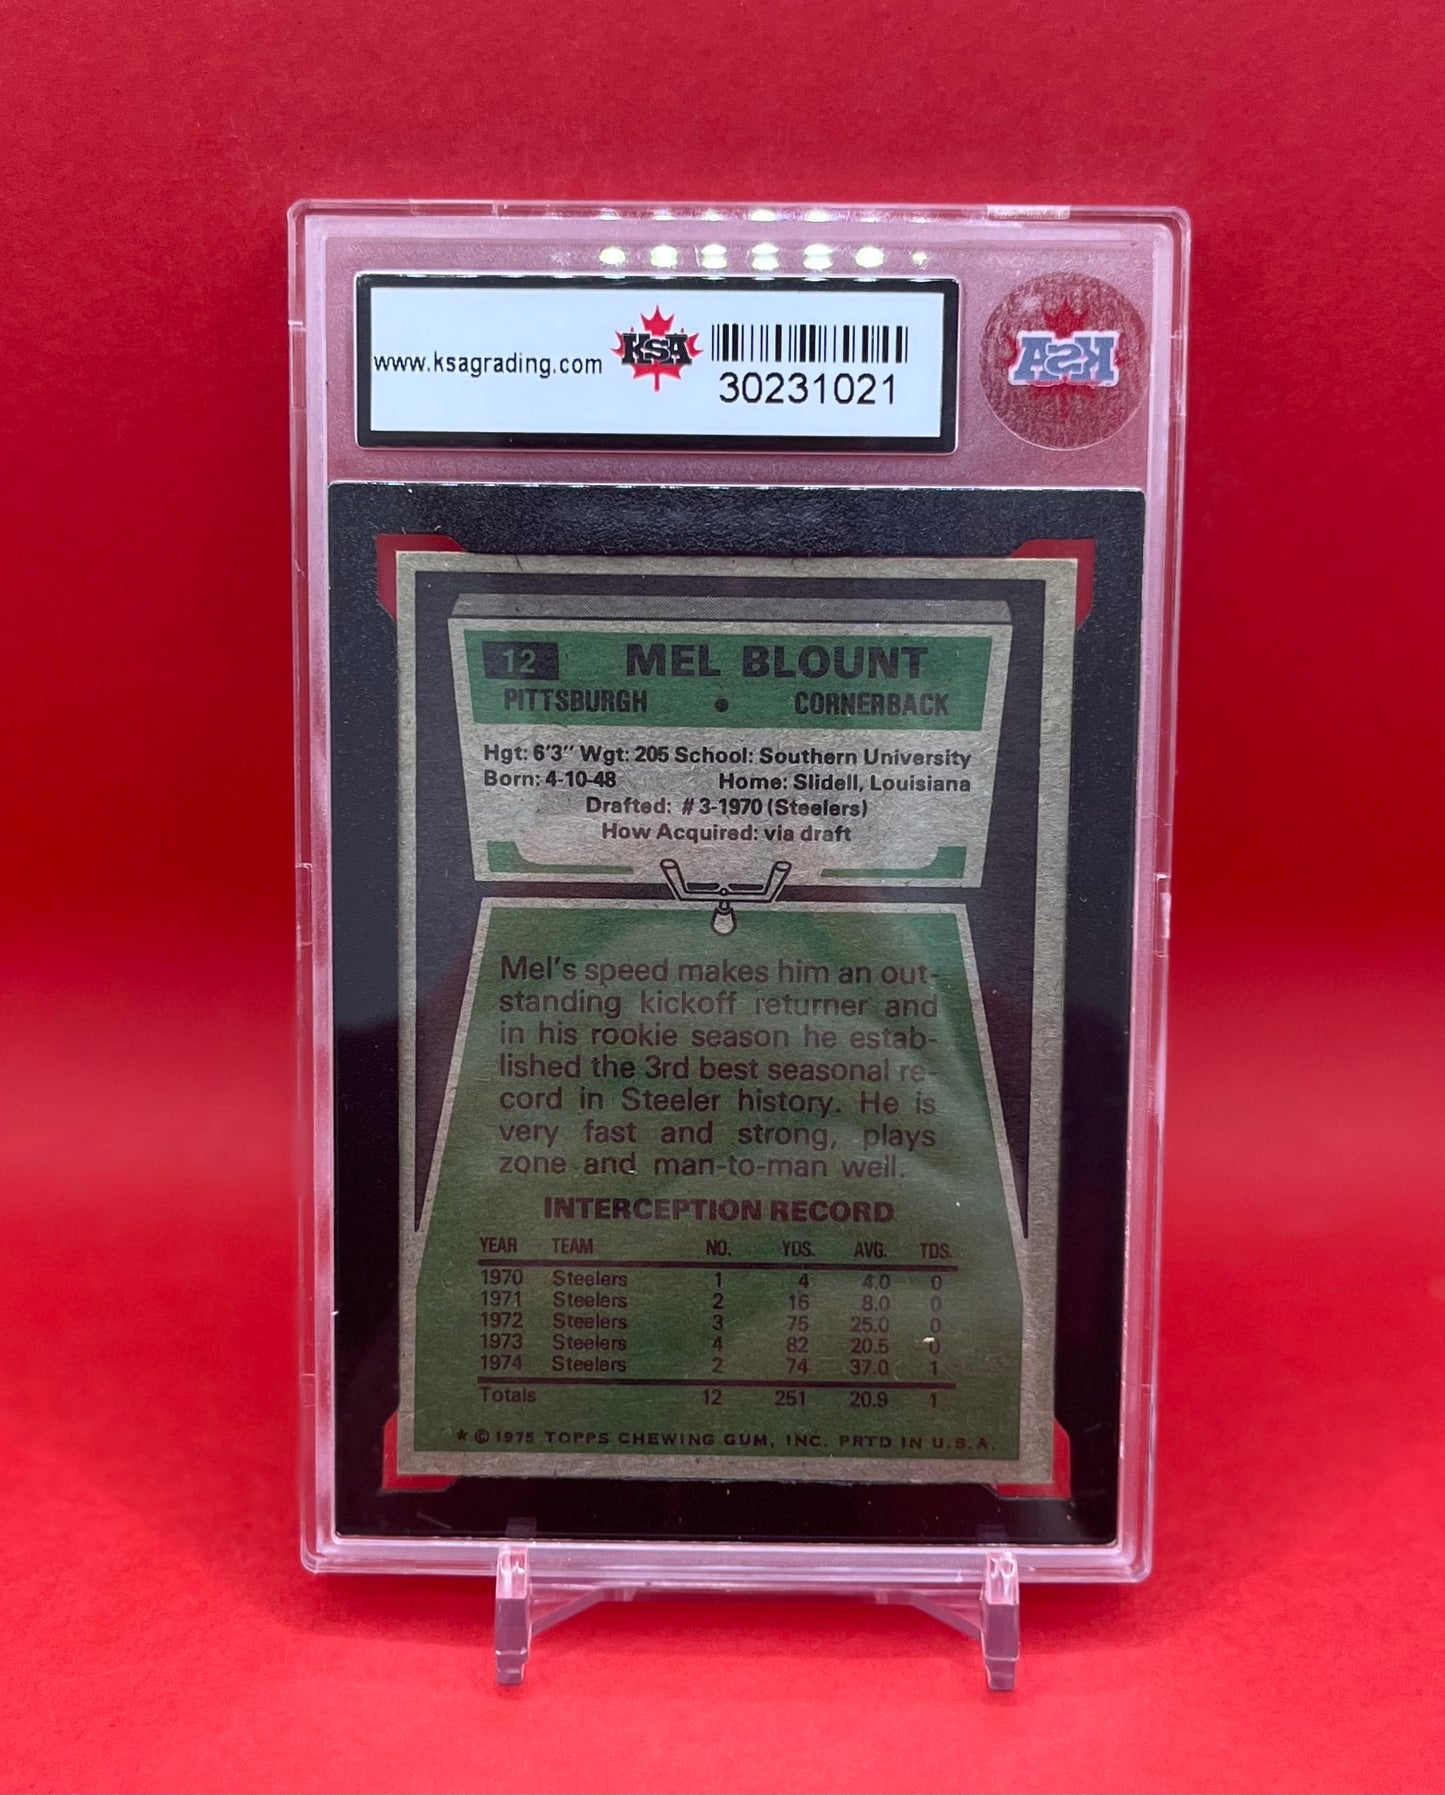 www.ksagrading.com
KSA
30231021
KSA
12 MEL BLOUNT
PITTSBURGH • CORNERBACK
Hgt: 6'3" Wgt: 205 School: Southern University
Born: 4-10-48 Home: Slidell, Louisiana
Drafted: #3-1970 (Steelers)
How Acquired: via draft
Mel's speed makes him an out-
standing kickoff returner and
in his rookie season he estab-
lished the 3rd best seasonal re-
cord in Steeler history. He is
very fast and strong, plays
zone and man-to-man well.
INTERCEPTION RECORD
YEAR TEAM NO. YDS. AVG. TDS.
1970 Steelers 1 4 4.0 0
1971 Steelers 2 16 8.0 0
1972 Steelers 3 75 25.0 0
1973 Steelers 4 82 20.5 0
1974 Steelers 2 74 37.0 1
Totals 12 251 20.9 1
* © 1975 TOPPS CHEWING GUM, INC. PRTD IN U.S.A.